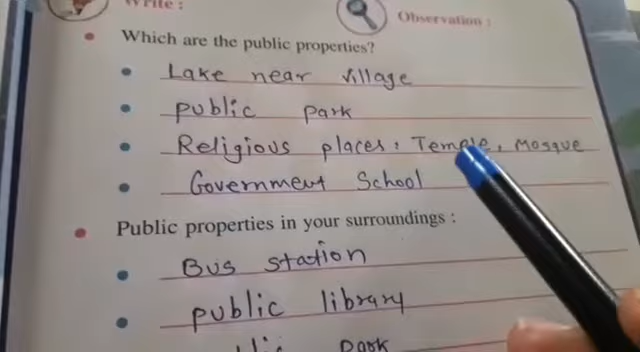 Write :
Observation :
Which are the public properties?
Lake near village
public park
Religious places : Temple, Mosque
Government School
Public properties in your surroundings :
Bus station
public library
park